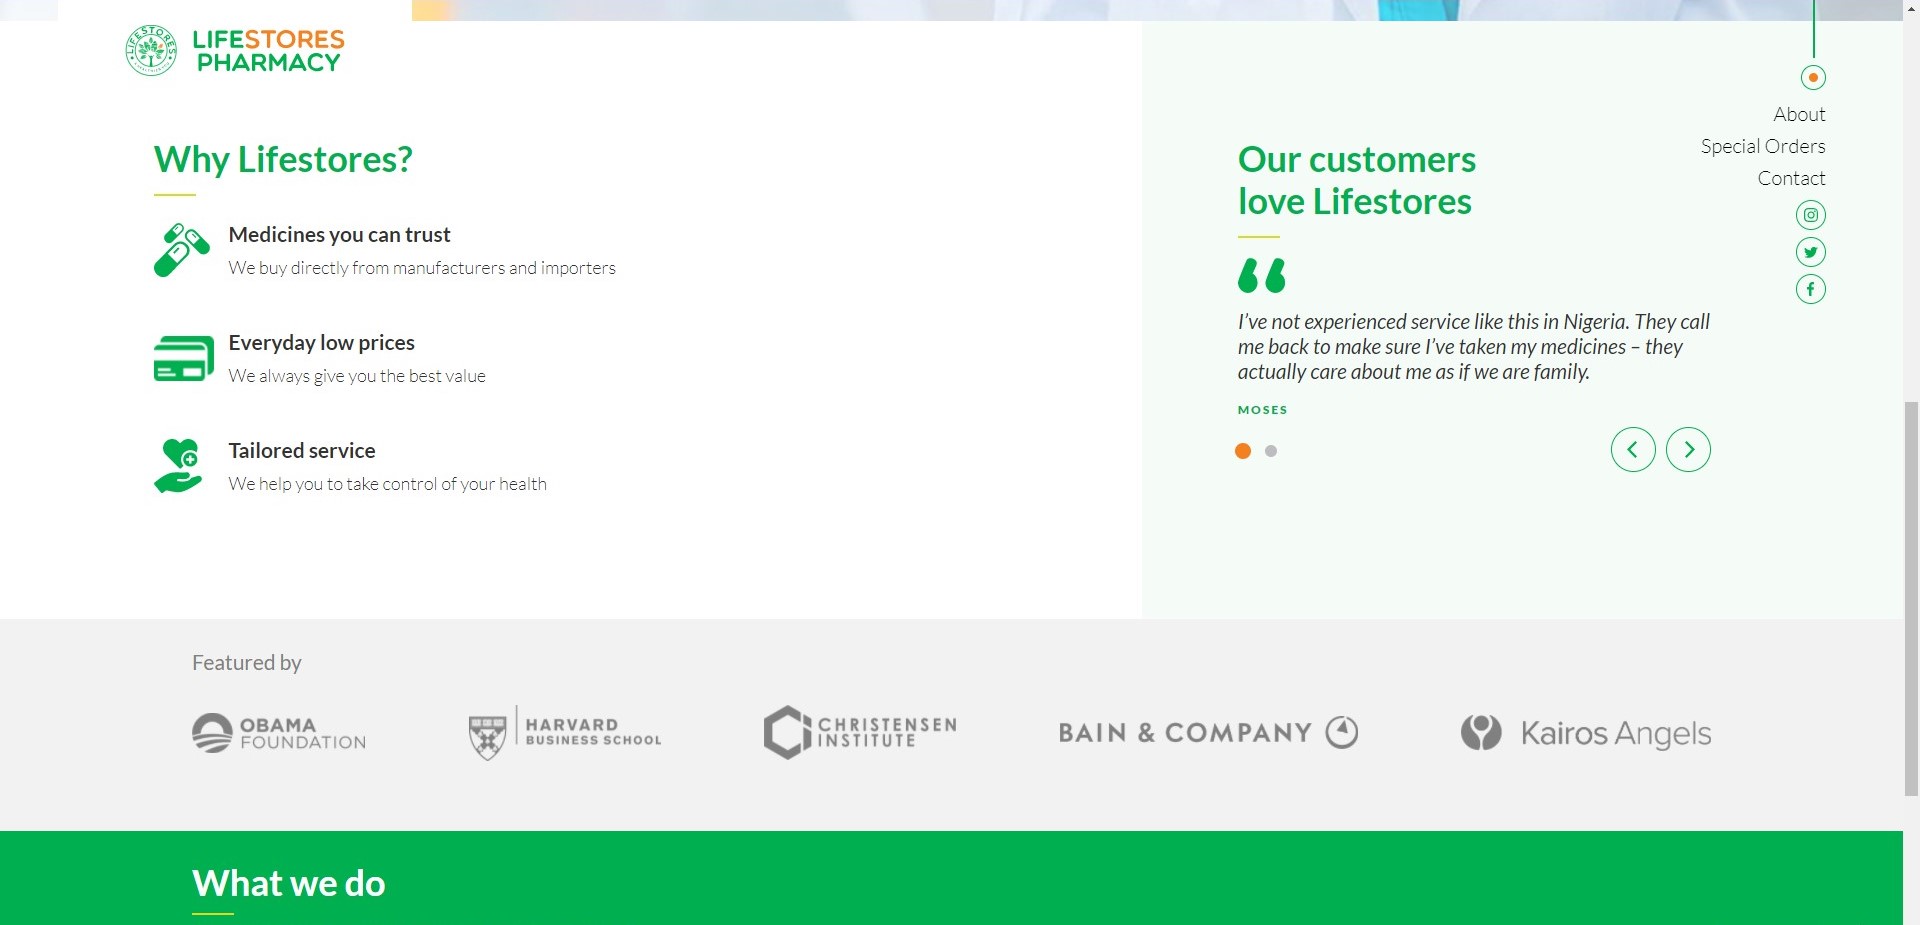 LIFESTORES
PHARMACY
About
Special Orders
Contact
Why Lifestores?
Medicines you can trust
We buy directly from manufacturers and importers
Everyday low prices
We always give you the best value
Tailored service
We help you to take control of your health
Our customers
love Lifestores
I've not experienced service like this in Nigeria. They call
me back to make sure I've taken my medicines – they
actually care about me as if we are family.
MOSES
Featured by
OBAMA
FOUNDATION
HARVARD
BUSINESS SCHOOL
CHRISTENSEN
INSTITUTE
BAIN & COMPANY
Kairos Angels
What we do